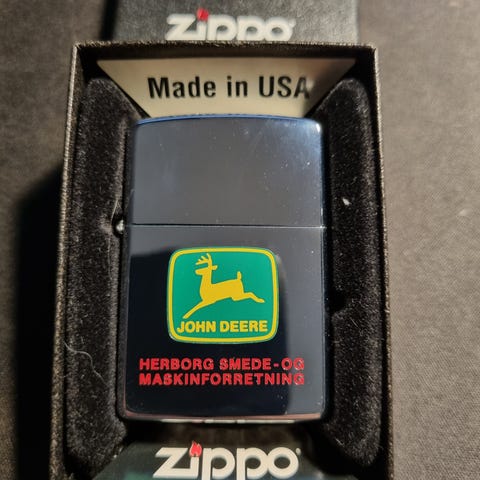 zippo
Made in USA
JOHN DEERE
HERBORG SMEDE-OG
MASKINFORRETNING
zippo